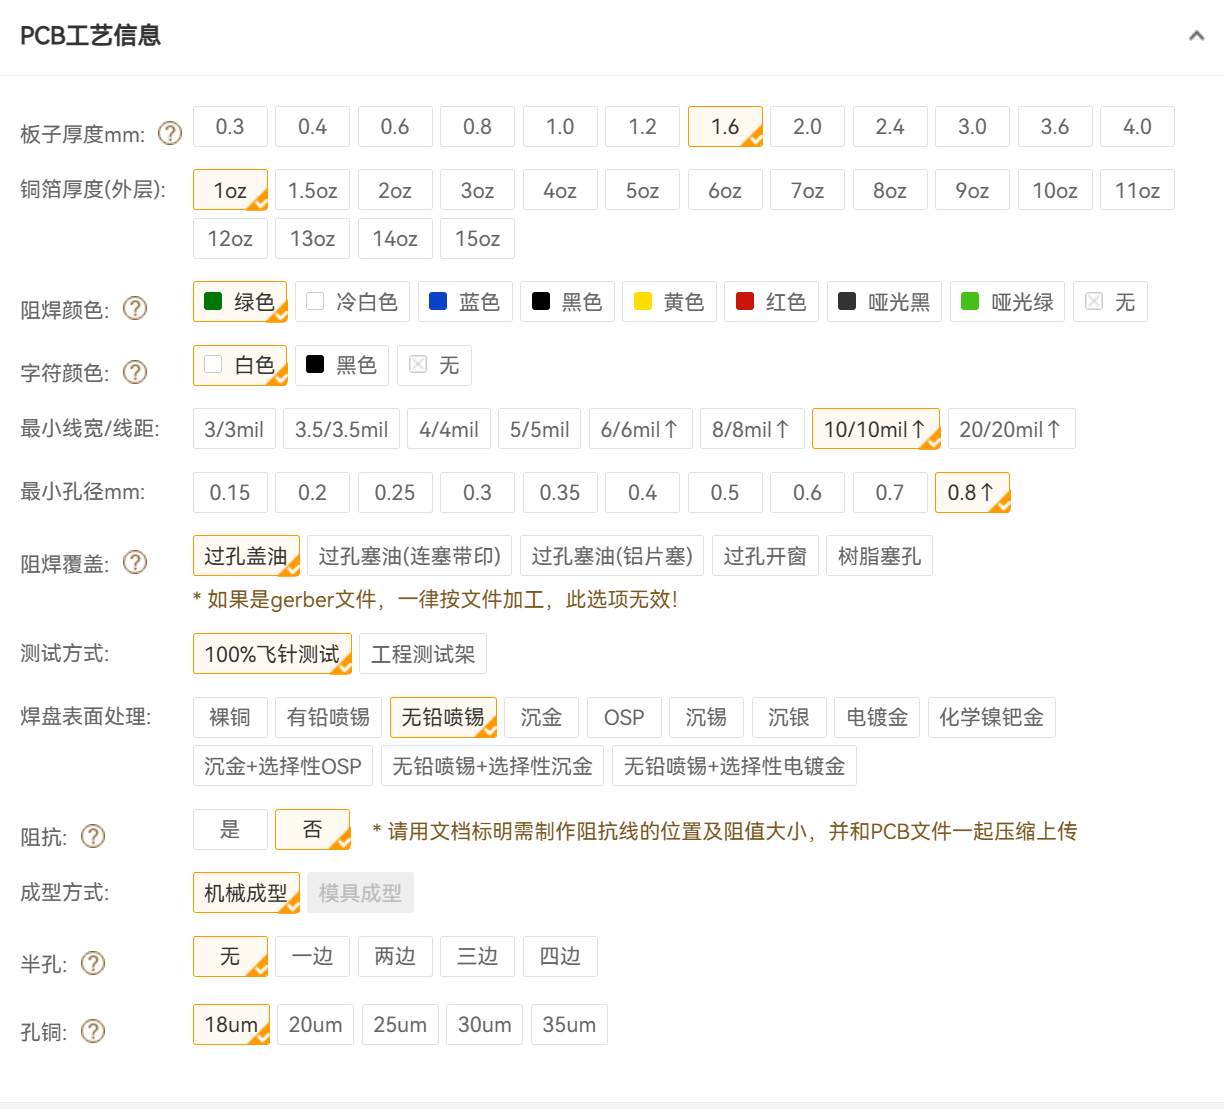 PCB工艺信息
板子厚度mm: ? 0.3 0.4 0.6 0.8 1.0 1.2 1.6 2.0 2.4 3.0 3.6 4.0
铜箔厚度(外层): 1oz 1.5oz 2oz 3oz 4oz 5oz 6oz 7oz 8oz 9oz 10oz 11oz
12oz 13oz 14oz 15oz
阻焊颜色: ? 绿色 冷白色 蓝色 黑色 黄色 红色 哑光黑 哑光绿 无
字符颜色: ? 白色 黑色 无
最小线宽/线距: 3/3mil 3.5/3.5mil 4/4mil 5/5mil 6/6mil↑ 8/8mil↑ 10/10mil↑ 20/20mil↑
最小孔径mm: 0.15 0.2 0.25 0.3 0.35 0.4 0.5 0.6 0.7 0.8↑
阻焊覆盖: ? 过孔盖油 过孔塞油(连塞带印) 过孔塞油(铝片塞) 过孔开窗 树脂塞孔
* 如果是gerber文件，一律按文件加工，此选项无效!
测试方式: 100%飞针测试 工程测试架
焊盘表面处理: 裸铜 有铅喷锡 无铅喷锡 沉金 OSP 沉锡 沉银 电镀金 化学镍钯金
沉金+选择性OSP 无铅喷锡+选择性沉金 无铅喷锡+选择性电镀金
阻抗: ? 是 否 * 请用文档标明需制作阻抗线的位置及阻值大小，并和PCB文件一起压缩上传
成型方式: 机械成型 模具成型
半孔: ? 无 一边 两边 三边 四边
孔铜: ? 18um 20um 25um 30um 35um